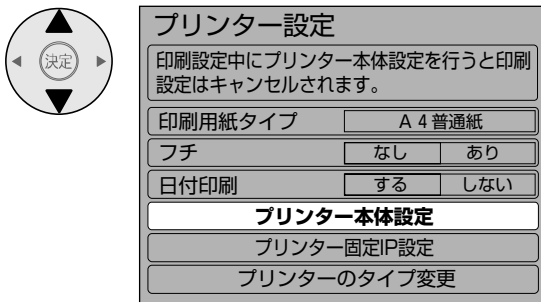 決定
プリンター設定
印刷設定中にプリンター本体設定を行うと印刷
設定はキャンセルされます。
印刷用紙タイプ A4普通紙
フチ なし あり
日付印刷 する しない
プリンター本体設定
プリンター固定IP設定
プリンターのタイプ変更